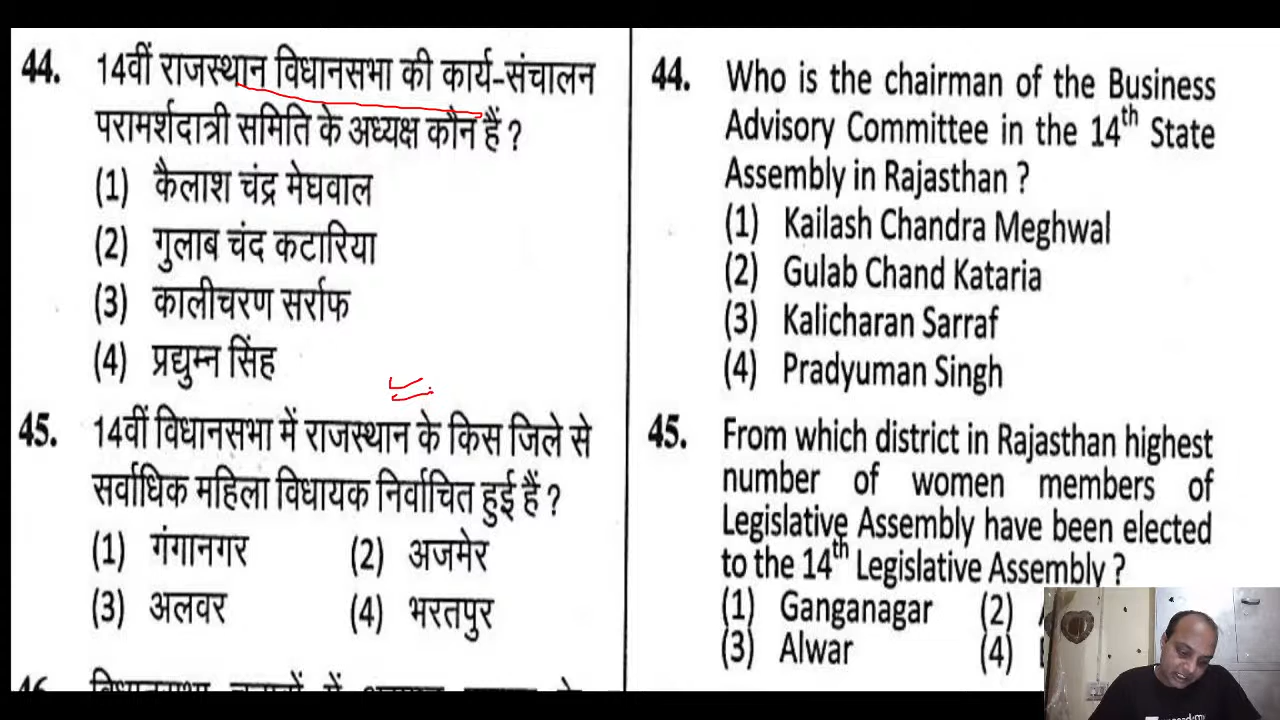 44. 14वीं राजस्थान विधानसभा की कार्य-संचालन
परामर्शदात्री समिति के अध्यक्ष कौन हैं ?
(1) कैलाश चंद्र मेघवाल
(2) गुलाब चंद कटारिया
(3) कालीचरण सर्राफ
(4) प्रद्युम्न सिंह
45. 14वीं विधानसभा में राजस्थान के किस जिले से
सर्वाधिक महिला विधायक निर्वाचित हुई हैं ?
(1) गंगानगर (2) अजमेर
(3) अलवर (4) भरतपुर
44. Who is the chairman of the Business
Advisory Committee in the 14th State
Assembly in Rajasthan ?
(1) Kailash Chandra Meghwal
(2) Gulab Chand Kataria
(3) Kalicharan Sarraf
(4) Pradyuman Singh
45. From which district in Rajasthan highest
number of women members of
Legislative Assembly have been elected
to the 14th Legislative Assembly ?
(1) Ganganagar (2)
(3) Alwar (4)